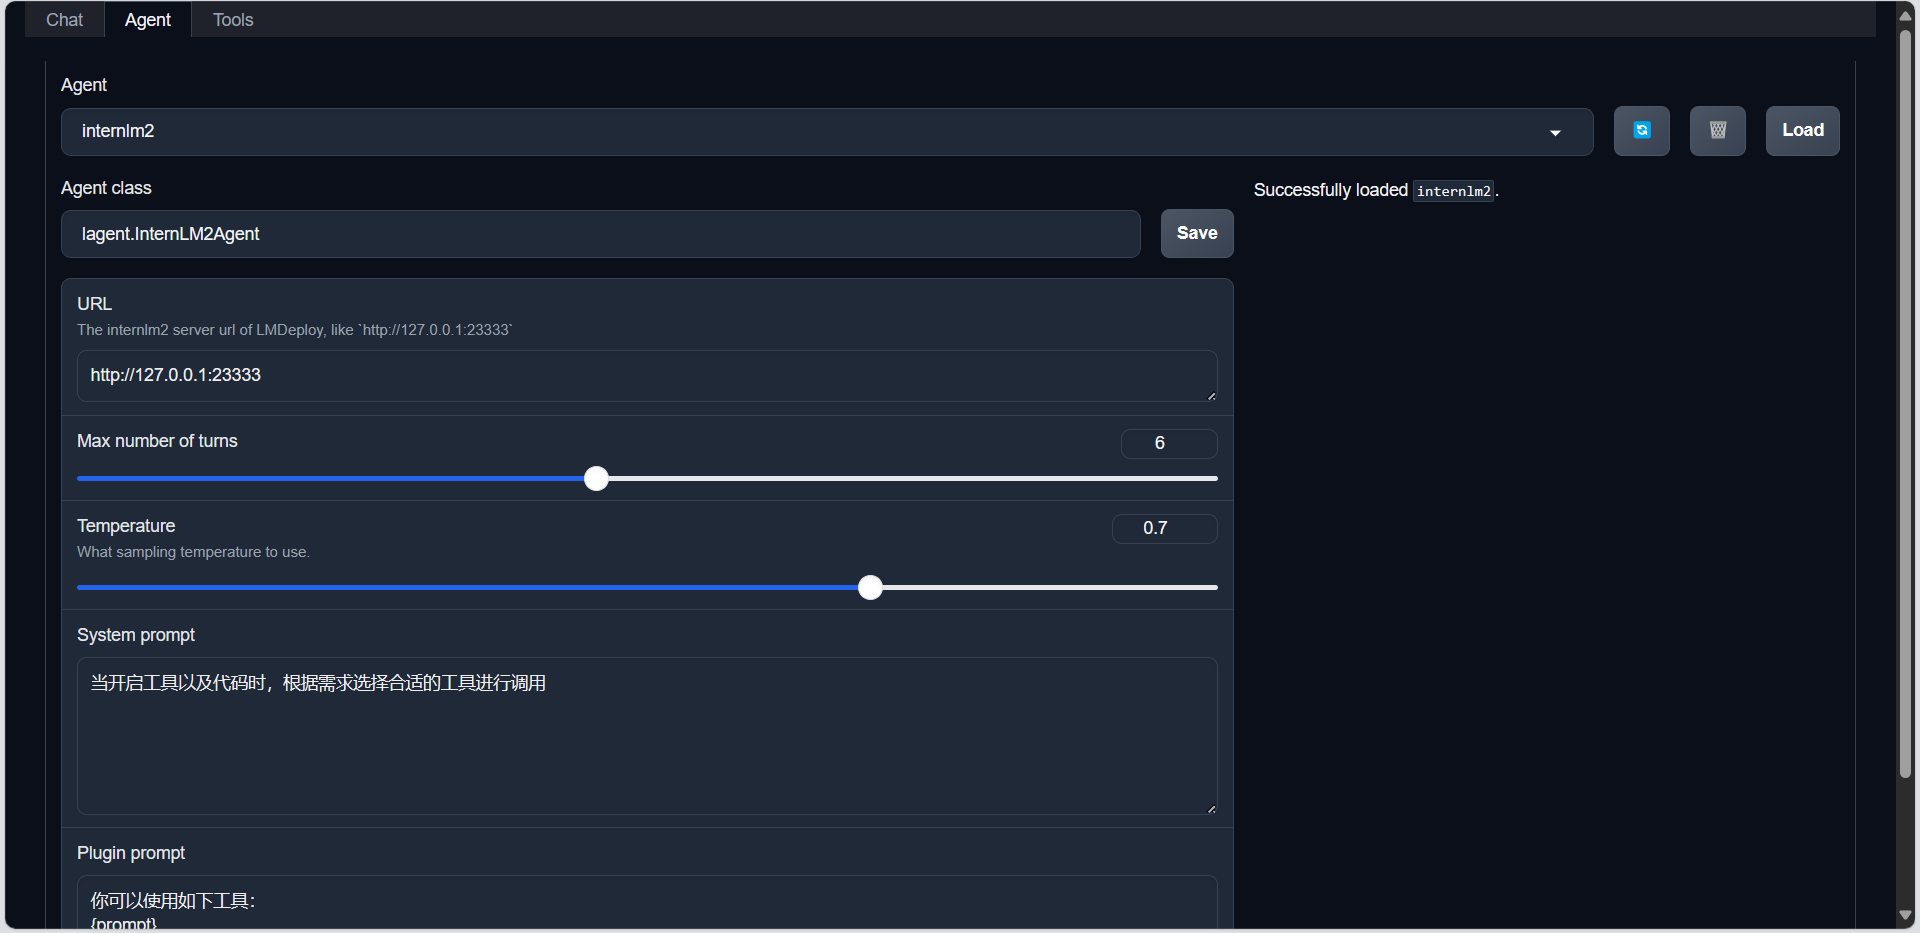 Chat
Agent
Tools
Agent
internlm2
Load
Agent class
Successfully loaded internlm2.
lagent.InternLM2Agent
Save
URL
The internlm2 server url of LMDeploy, like `http://127.0.0.1:23333`
http://127.0.0.1:23333
Max number of turns
6
Temperature
0.7
What sampling temperature to use.
System prompt
当开启工具以及代码时，根据需求选择合适的工具进行调用
Plugin prompt
你可以使用如下工具：
{prompt}